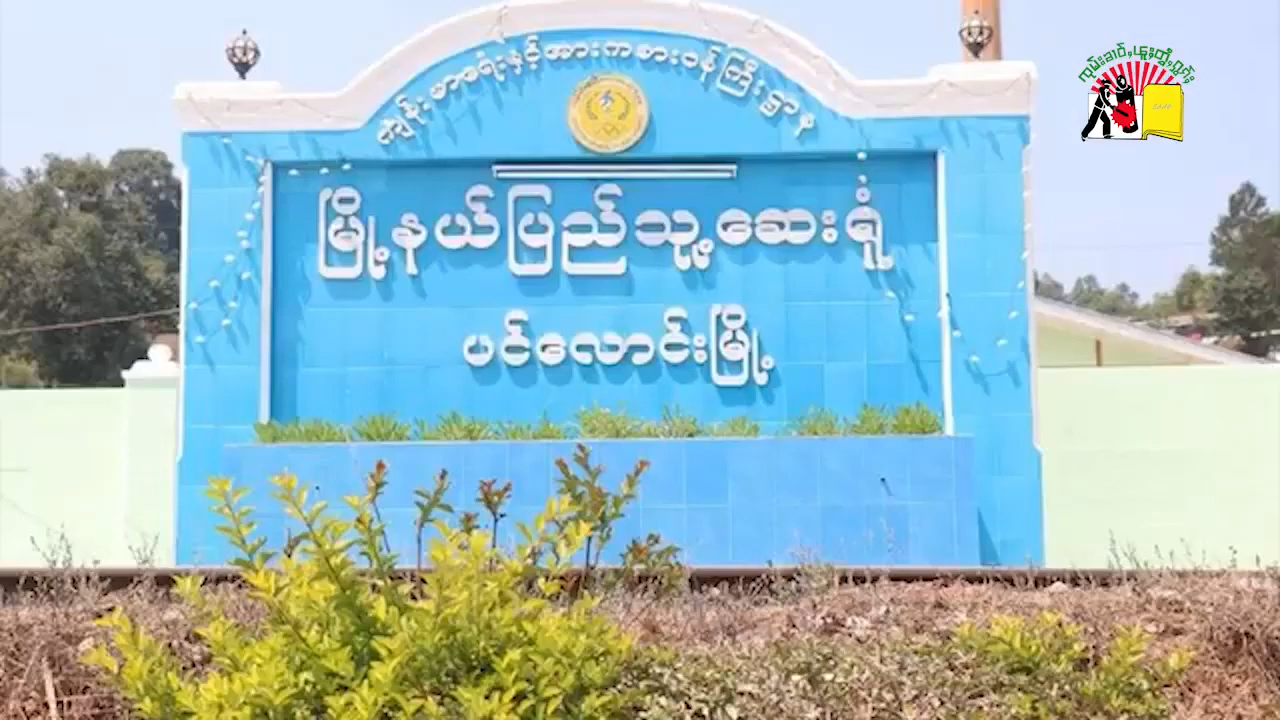 ကျန်းမာရေးနှင့်အားကစားဝန်ကြီးဌာန
မြို့နယ်ပြည်သူ့ဆေးရုံ
ပင်လောင်းမြို့